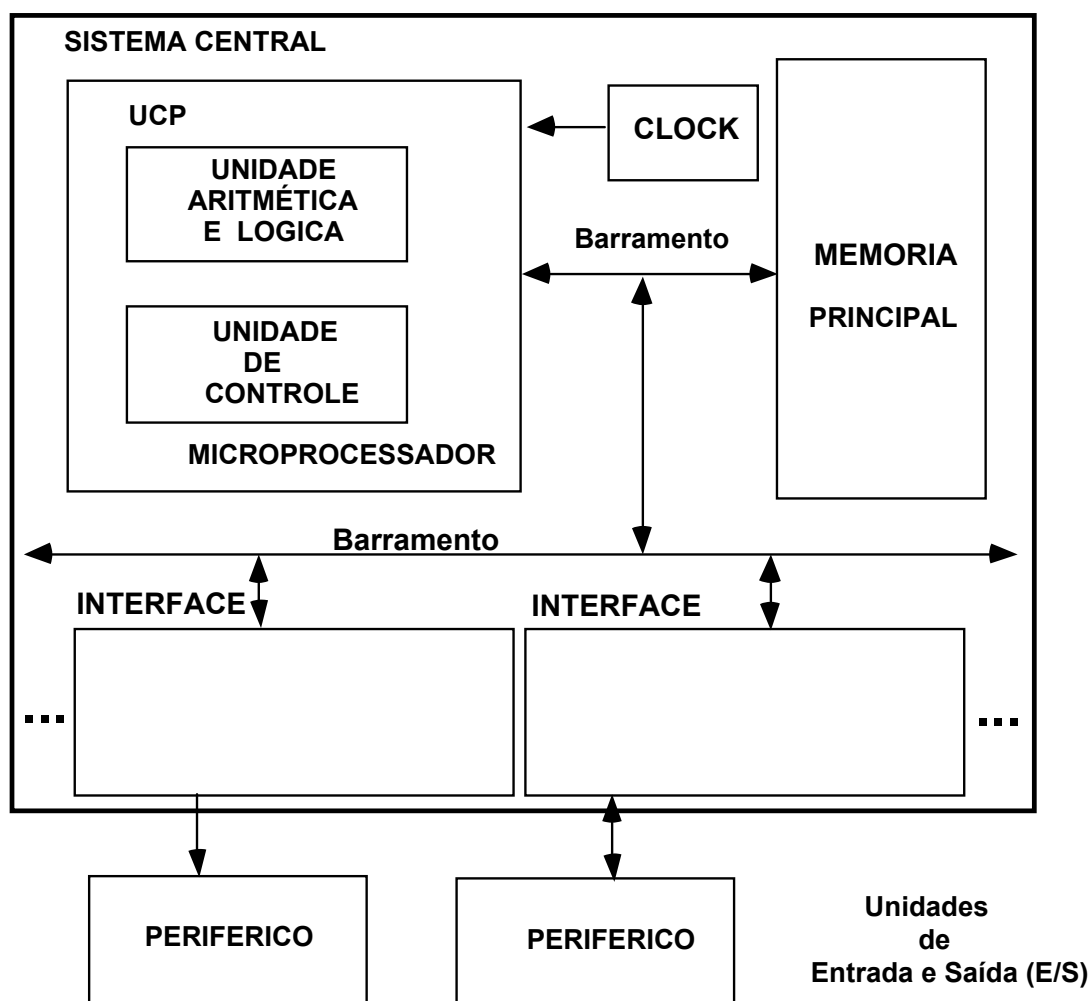 SISTEMA CENTRAL
UCP
UNIDADE
ARITMÉTICA
E LOGICA
UNIDADE
DE
CONTROLE
MICROPROCESSADOR
CLOCK
Barramento
MEMORIA
PRINCIPAL
Barramento
INTERFACE
INTERFACE
...
...
PERIFERICO
PERIFERICO
Unidades
de
Entrada e Saída (E/S)